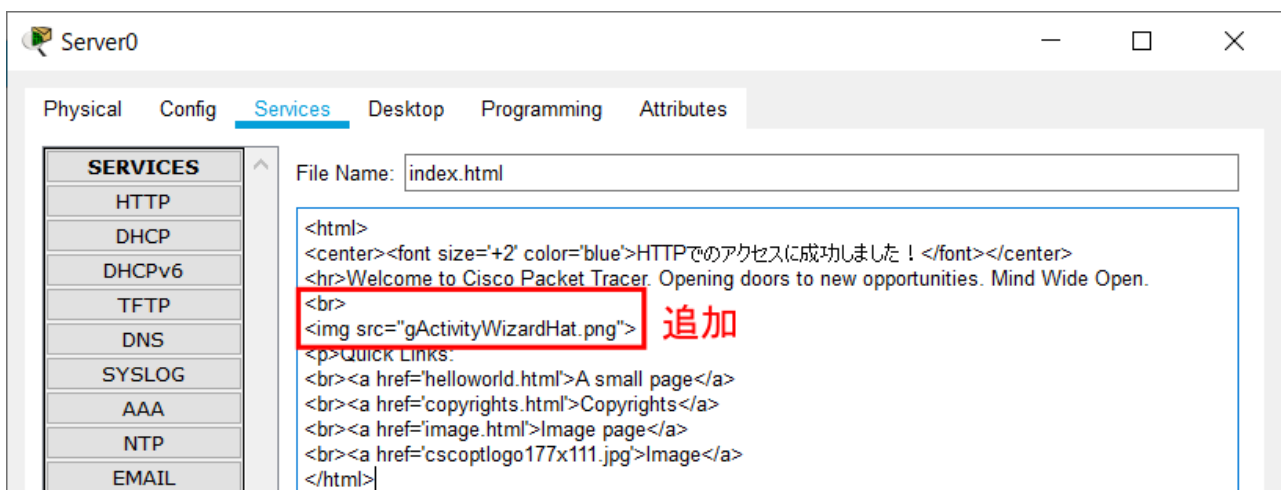 Server0
Physical Config Services Desktop Programming Attributes
SERVICES
HTTP
DHCP
DHCPv6
TFTP
DNS
SYSLOG
AAA
NTP
EMAIL
File Name: index.html
<html>
<center><font size='+2' color='blue'>HTTPでのアクセスに成功しました！</font></center>
<hr>Welcome to Cisco Packet Tracer. Opening doors to new opportunities. Mind Wide Open.
<br>
<img src="gActivityWizardHat.png">
追加
<p>Quick Links:
<br><a href='helloworld.html'>A small page</a>
<br><a href='copyrights.html'>Copyrights</a>
<br><a href='image.html'>Image page</a>
<br><a href='cscoptlogo177x111.jpg'>Image</a>
</html>